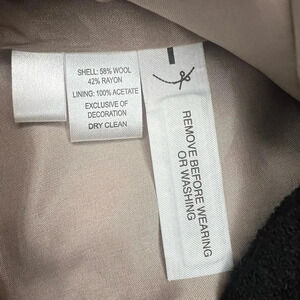 SHELL: 58% WOOL
42% RAYON
LINING: 100% ACETATE
EXCLUSIVE OF
DECORATION
DRY CLEAN
REMOVE BEFORE WEARING
OR WASHING